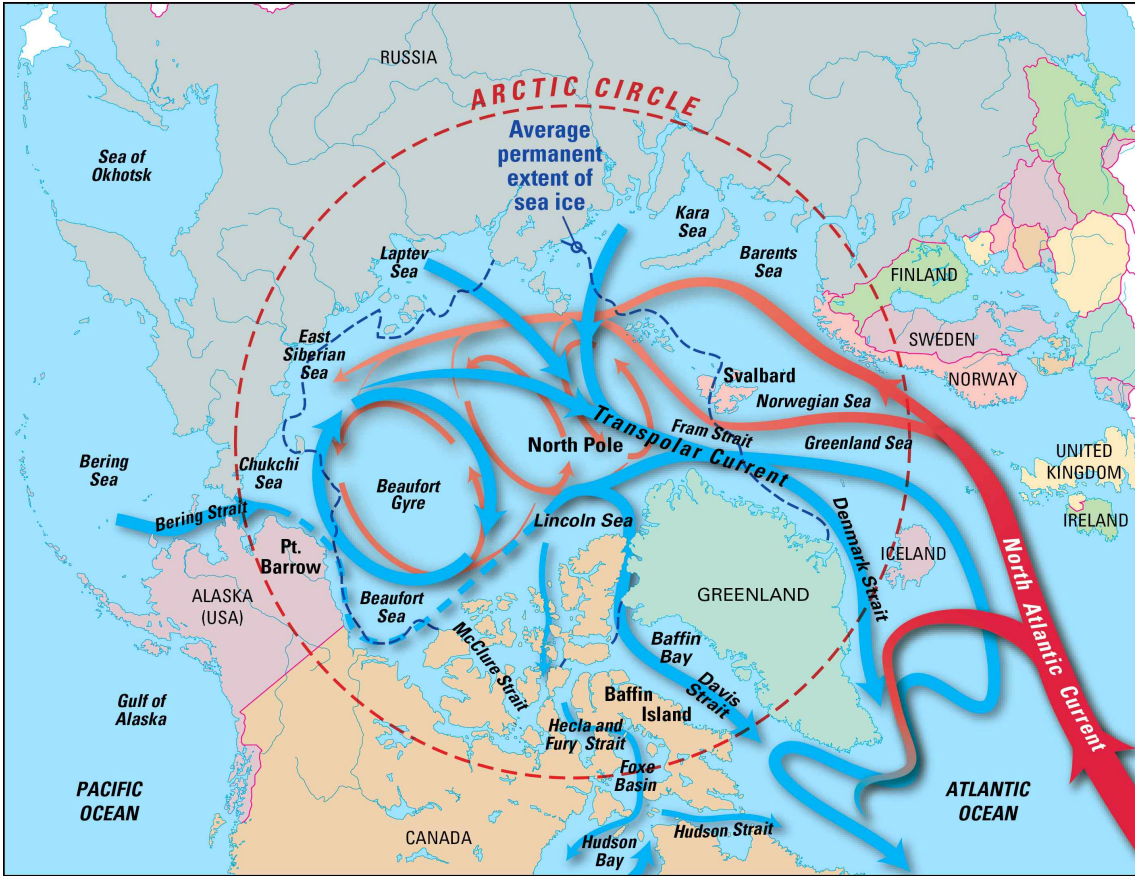 RUSSIA
ARCTIC CIRCLE
Average
permanent
extent of
sea ice
Sea of
Okhotsk
Kara
Sea
Laptev
Sea
Barents
Sea
FINLAND
East
Siberian
Sea
SWEDEN
Svalbard
NORWAY
Norwegian Sea
Transpolar Current
Fram Strait
North Pole
Greenland Sea
Bering
Sea
Chukchi
Sea
UNITED
KINGDOM
Beaufort
Gyre
Bering Strait
Lincoln Sea
IRELAND
Pt.
Barrow
Denmark Strait
ICELAND
North Atlantic Current
ALASKA
(USA)
Beaufort
Sea
GREENLAND
McClure Strait
Baffin
Bay
Davis
Strait
Gulf of
Alaska
Baffin
Island
Hecla and
Fury Strait
Foxe
Basin
PACIFIC
OCEAN
ATLANTIC
OCEAN
CANADA
Hudson Strait
Hudson
Bay